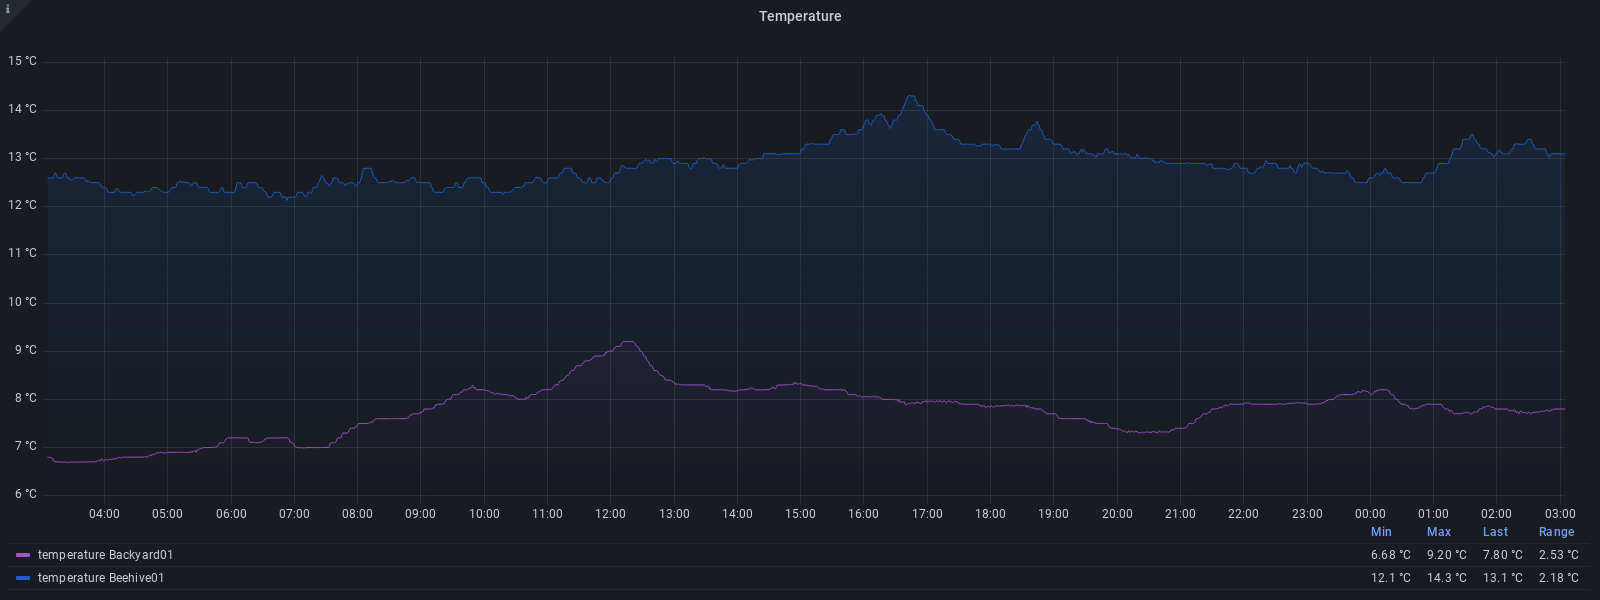 i
Temperature
15 °C
14 °C
13 °C
12 °C
11 °C
10 °C
9 °C
8 °C
7 °C
6 °C
04:00 05:00 06:00 07:00 08:00 09:00 10:00 11:00 12:00 13:00 14:00 15:00 16:00 17:00 18:00 19:00 20:00 21:00 22:00 23:00 00:00 01:00 02:00 03:00
Min Max Last Range
temperature Backyard01 6.68 °C 9.20 °C 7.80 °C 2.53 °C
temperature Beehive01 12.1 °C 14.3 °C 13.1 °C 2.18 °C